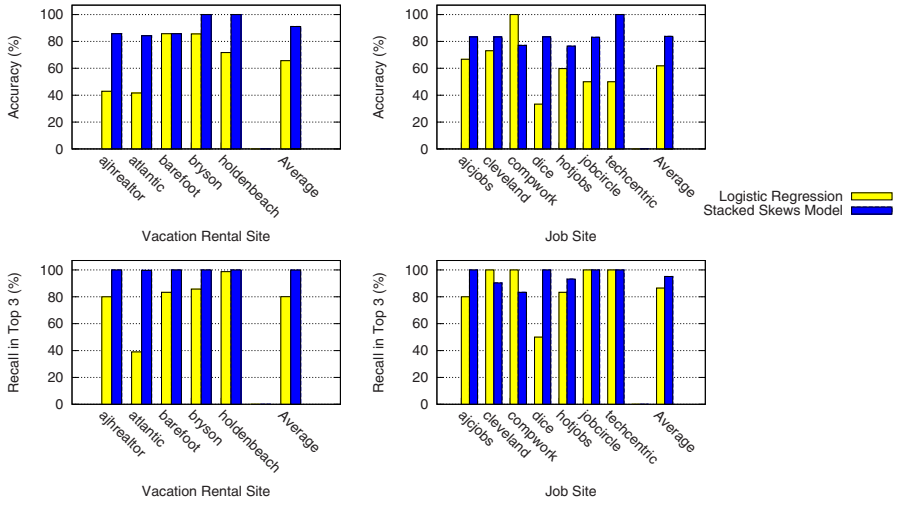 Accuracy (%)
100
80
60
40
20
0
ajhrealtor
atlantic
barefoot
bryson
holdenbeach
Average
Vacation Rental Site
Accuracy (%)
100
80
60
40
20
0
ajcjobs
cleveland
compwork
dice
hotjobs
jobcircle
techcentric
Average
Job Site
Logistic Regression
Stacked Skews Model
Recall in Top 3 (%)
100
80
60
40
20
0
ajhrealtor
atlantic
barefoot
bryson
holdenbeach
Average
Vacation Rental Site
Recall in Top 3 (%)
100
80
60
40
20
0
ajcjobs
cleveland
compwork
dice
hotjobs
jobcircle
techcentric
Average
Job Site